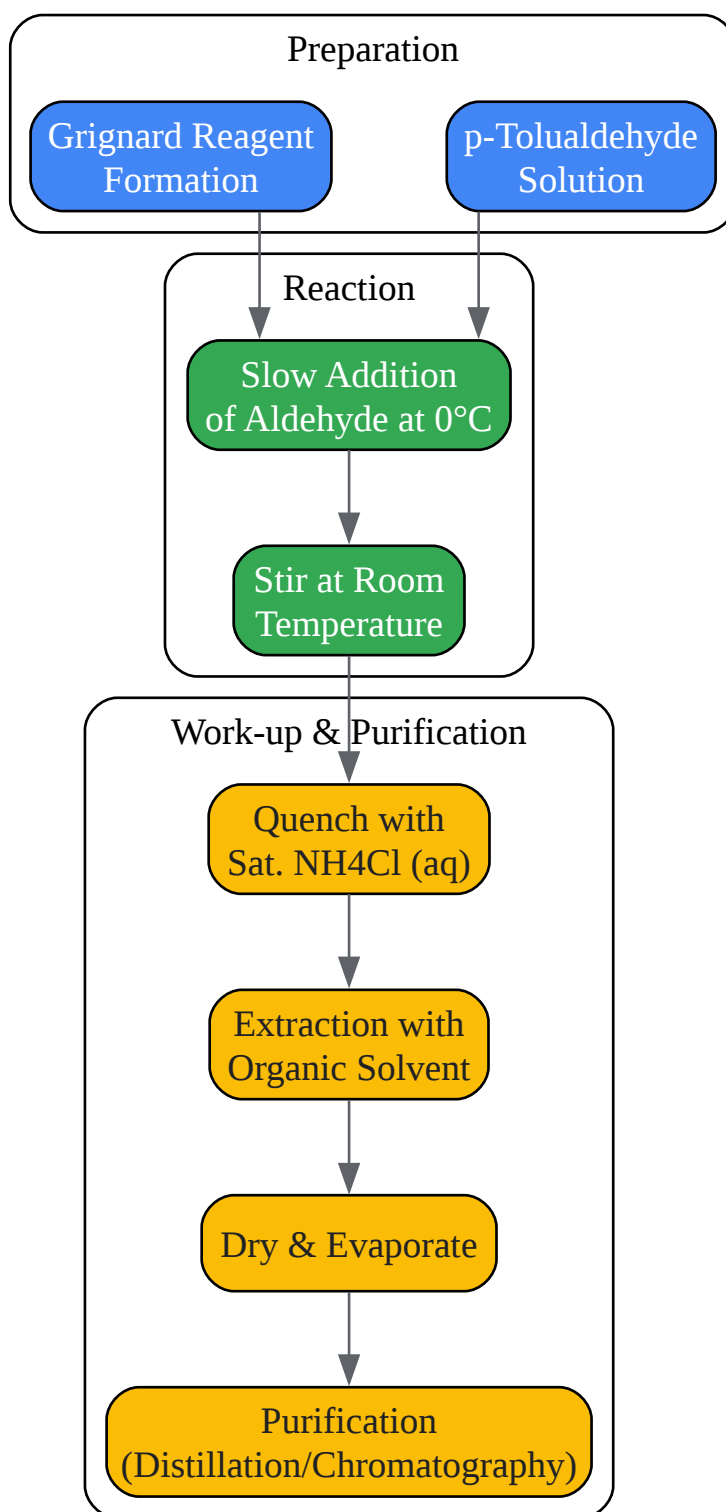 Preparation
Grignard Reagent
Formation
p-Tolualdehyde
Solution
Reaction
Slow Addition
of Aldehyde at 0°C
Stir at Room
Temperature
Work-up & Purification
Quench with
Sat. NH4Cl (aq)
Extraction with
Organic Solvent
Dry & Evaporate
Purification
(Distillation/Chromatography)